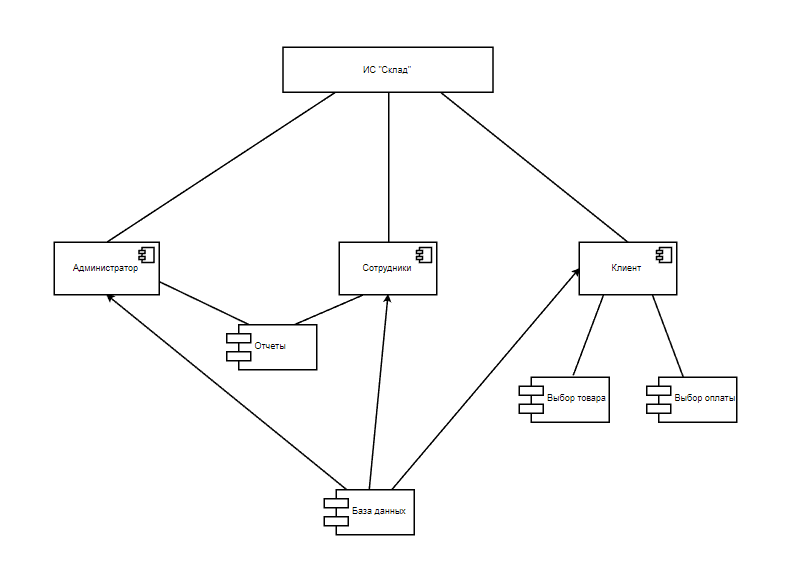 ИС "Склад"
Администратор
Сотрудники
Клиент
Отчеты
Выбор товара
Выбор оплаты
База данных